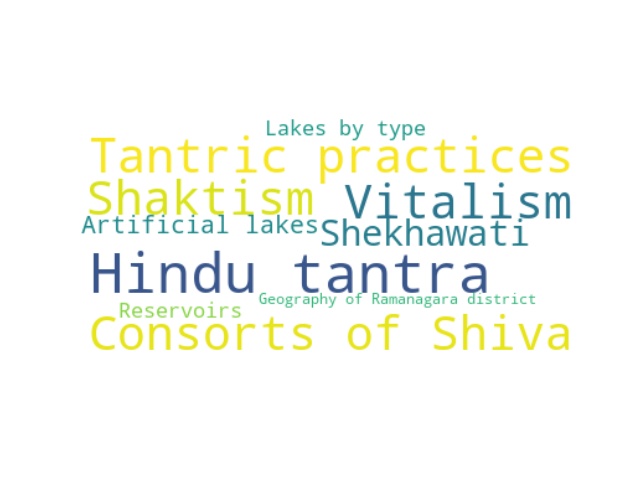 Lakes by type
Tantric practices
Shaktism Vitalism
Artificial lakes Shekhawati
Hindu tantra
Geography of Ramanagara district
Reservoirs
Consorts of Shiva